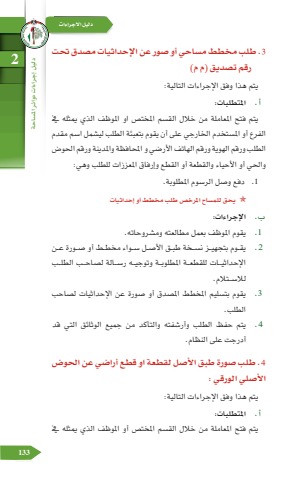 دليل الاجراءات
2
دليل إجراءات دوائر المساحة
3. طلب مخطط مساحي أو صور عن الإحداثيات مصدق تحت
رقم تصديق (م م)
يتم هذا وفق الإجراءات التالية:
أ . المتطلبات:
يتم فتح المعاملة من خلال القسم المختص أو الموظف الذي يمثله في
الفرع أو المستخدم الخارجي على أن يقوم بتعبئة الطلب ليشمل اسم مقدم
الطلب ورقم الهوية ورقم الهاتف الأرضي و المحافظة والمدينة ورقم الحوض
والحي أو الأحياء والقطعة أو القطع وإرفاق المعززات للطلب وهي:
1. دفع وصل الرسوم المطلوبة.
★ يحق للمساح المرخص طلب مخطط أو إحداثيات
ب. الإجراءات:
1. يقوم الموظف بعمل مطالعته ومشروحاته.
2. يقوم بتجهيز نسخة طبق الأصل سواء مخطط أو صورة عن
الإحداثيات للقطعة المطلوبة وتوجيه رسالة لصاحب الطلب
للاستلام.
3. يقوم بتسليم المخطط المصدق أو صورة عن الإحداثيات لصاحب
الطلب.
4. يتم حفظ الطلب وأرشفته والتأكد من جميع الوثائق التي قد
أدرجت على النظام.
4. طلب صورة طبق الأصل لقطعة او قطع أراضي عن الحوض
الأصلي الورقي :
يتم هذا وفق الإجراءات التالية:
أ . المتطلبات:
يتم فتح المعاملة من خلال القسم المختص أو الموظف الذي يمثله في
133